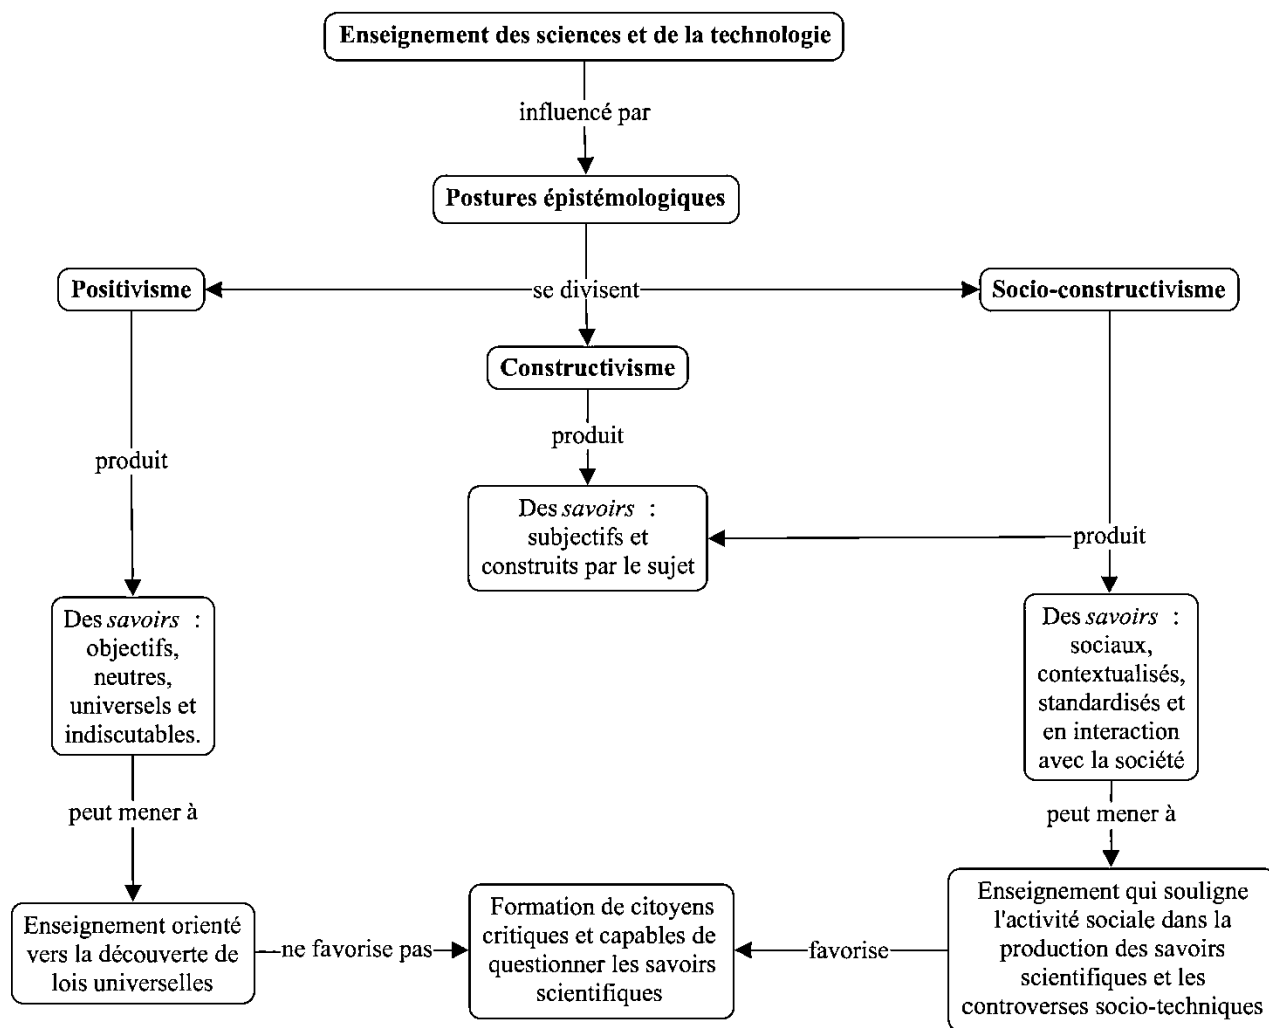 Enseignement des sciences et de la technologie
influencé par
Postures épistémologiques
Positivisme
se divisent
Socio-constructivisme
Constructivisme
produit
produit
Des savoirs :
subjectifs et
construits par le sujet
produit
Des savoirs :
objectifs,
neutres,
universels et
indiscutables.
Des savoirs :
sociaux,
contextualisés,
standardisés et
en interaction
avec la société
peut mener à
peut mener à
Enseignement orienté
vers la découverte de
lois universelles
ne favorise pas
Formation de citoyens
critiques et capables de
questionner les savoirs
scientifiques
favorise
Enseignement qui souligne
l'activité sociale dans la
production des savoirs
scientifiques et les
controverses socio-techniques